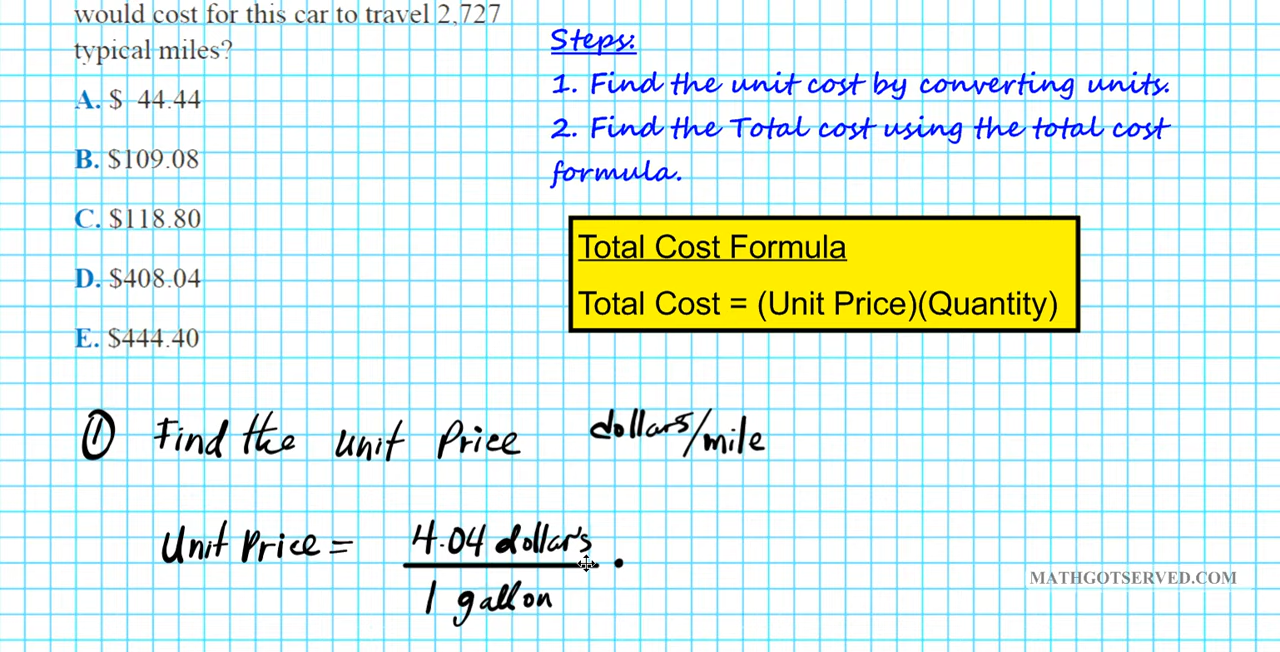 would cost for this car to travel 2,727
typical miles?
A. $ 44.44
B. $109.08
C. $118.80
D. $408.04
E. $444.40
Steps:
1. Find the unit cost by converting units.
2. Find the Total cost using the total cost
formula.
Total Cost Formula
Total Cost = (Unit Price)(Quantity)
① Find the unit Price dollars/mile
Unit Price = 4.04 dollars .
1 gallon
MATHGOTSERVED.COM